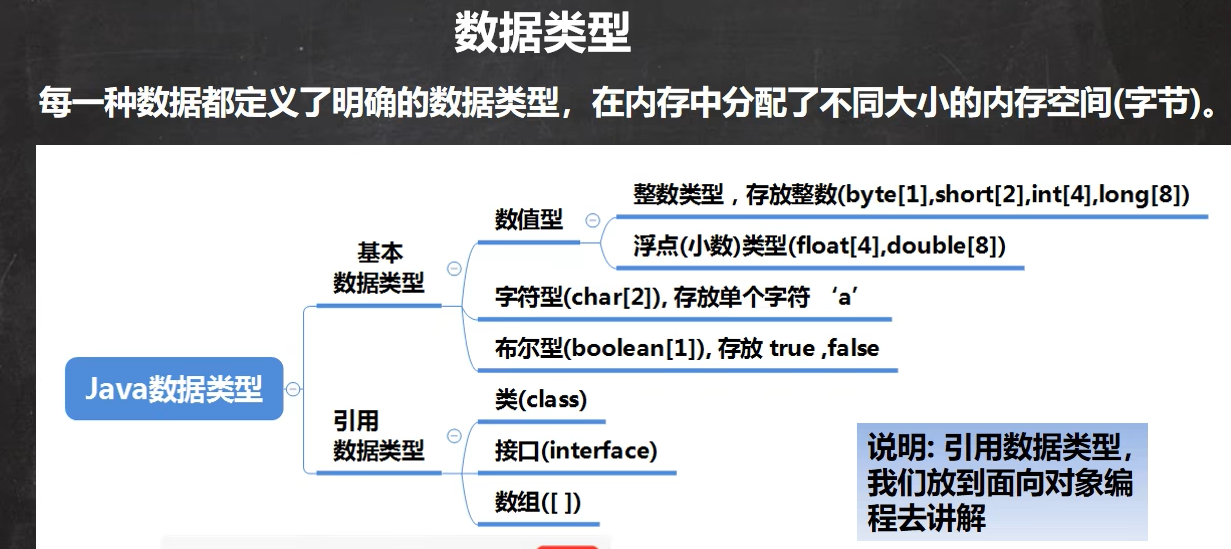 数据类型
每一种数据都定义了明确的数据类型，在内存中分配了不同大小的内存空间(字节)。
整数类型，存放整数(byte[1],short[2],int[4],long[8])
数值型
浮点(小数)类型(float[4],double[8])
基本
数据类型
字符型(char[2]), 存放单个字符 ‘a’
布尔型(boolean[1]), 存放 true ,false
Java数据类型
类(class)
引用
数据类型
接口(interface)
数组([ ])
说明: 引用数据类型，
我们放到面向对象编
程去讲解